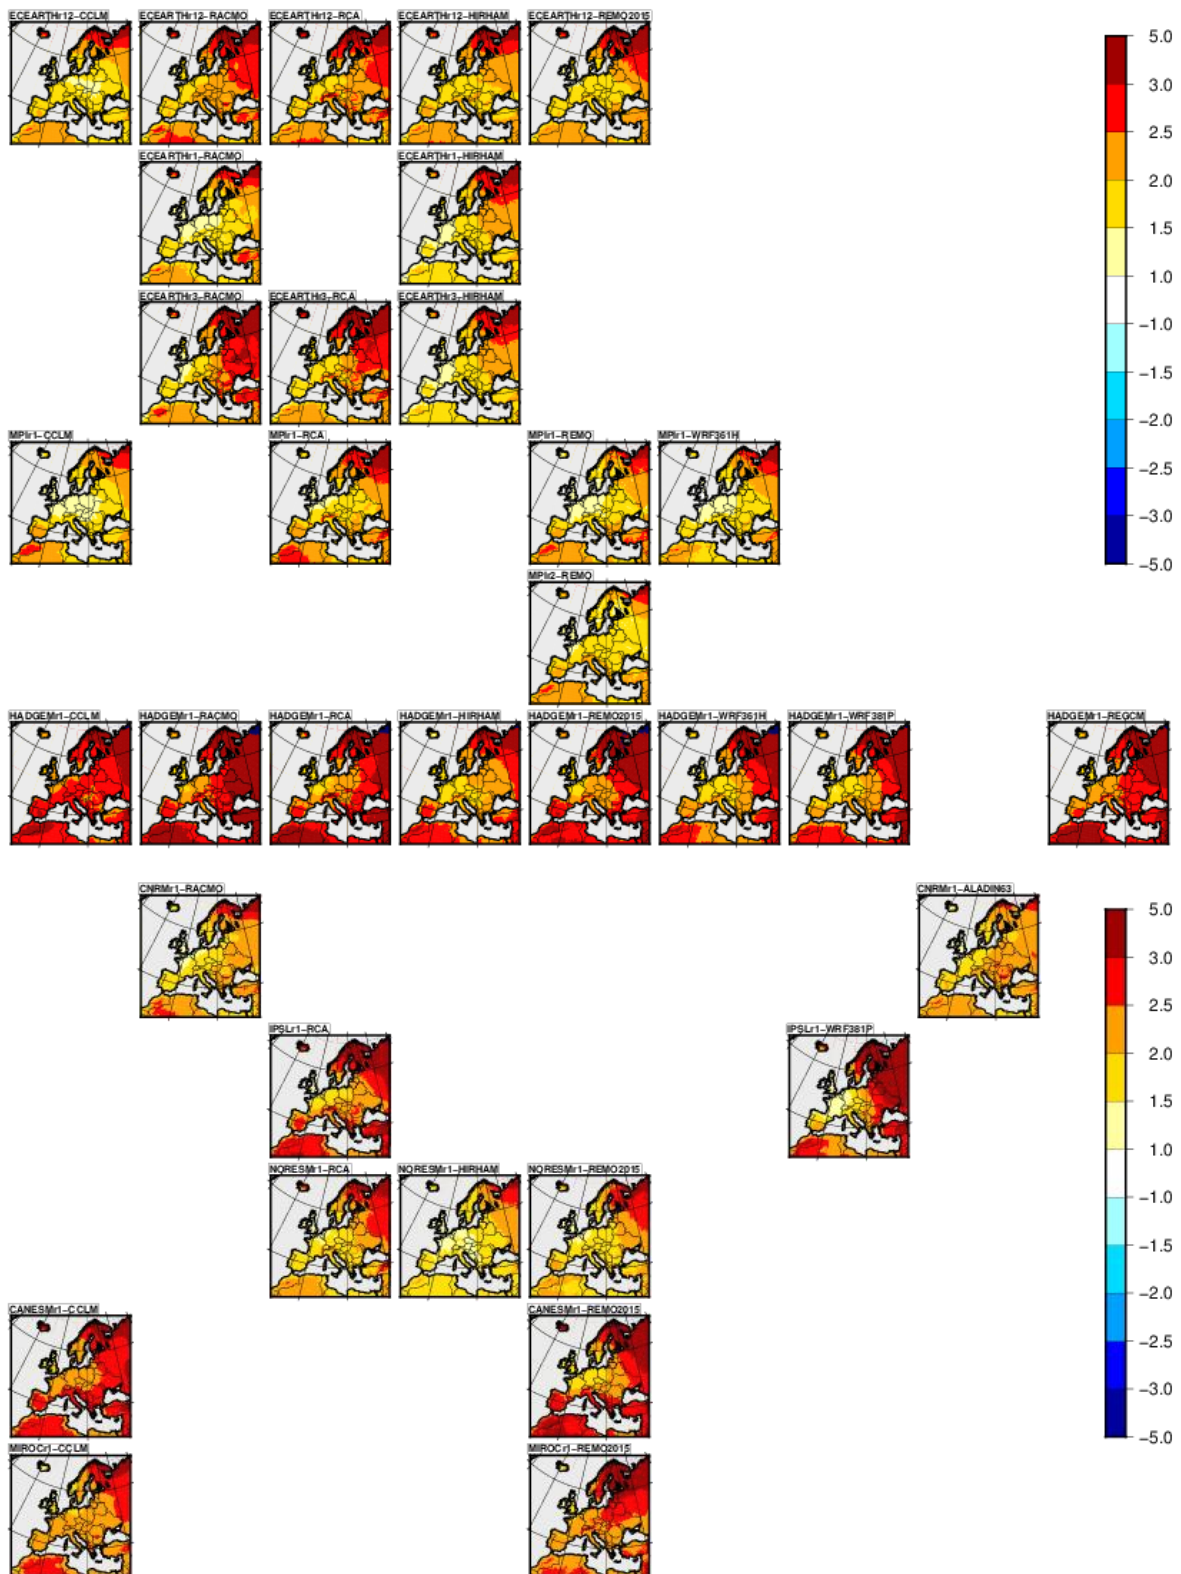 ECEARTHr12-CCLM ECEARTHr12-RACMO ECEARTHr12-RCA ECEARTHr12-HIRHAM ECEARTHr12-REMO2015
ECEARTHr1-RACMO ECEARTHr1-HIRHAM
ECEARTHr3-RACMO ECEARTHr3-RCA ECEARTHr3-HIRHAM
MPIr1-CCLM MPIr1-RCA MPIr1-REMO MPIr1-WRF361H
MPIr2-REMO
5.0
3.0
2.5
2.0
1.5
1.0
-1.0
-1.5
-2.0
-2.5
-3.0
-5.0
HADGEMr1-CCLM HADGEMr1-RACMO HADGEMr1-RCA HADGEMr1-HIRHAM HADGEMr1-REMO2015 HADGEMr1-WRF361H HADGEMr1-WRF381P HADGEMr1-REGCM
CNRMr1-RACMO CNRMr1-ALADIN63
IPSLr1-RCA IPSLr1-WRF381P
NORESMr1-RCA NORESMr1-HIRHAM NORESMr1-REMO2015
CANESMr1-CCLM CANESMr1-REMO2015
MIROCr1-CCLM MIROCr1-REMO2015
5.0
3.0
2.5
2.0
1.5
1.0
-1.0
-1.5
-2.0
-2.5
-3.0
-5.0